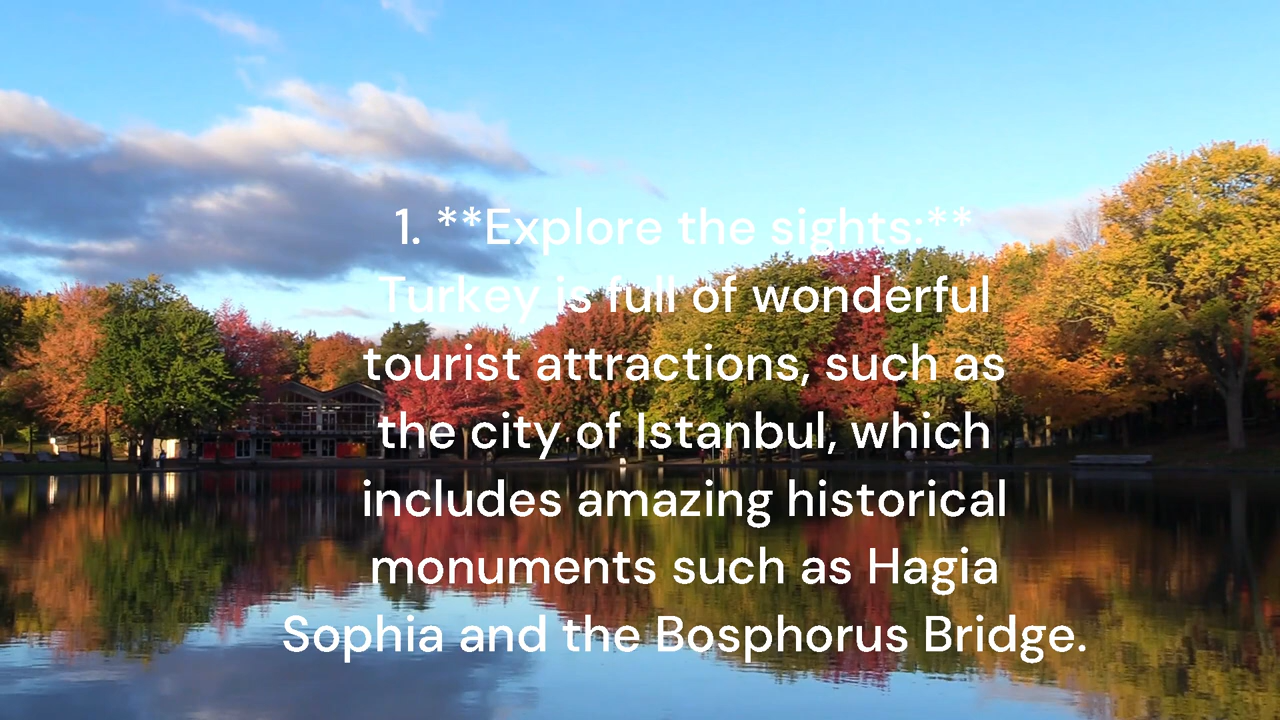 1. **Explore the sights:**
Turkey is full of wonderful
tourist attractions, such as
the city of Istanbul, which
includes amazing historical
monuments such as Hagia
Sophia and the Bosphorus Bridge.